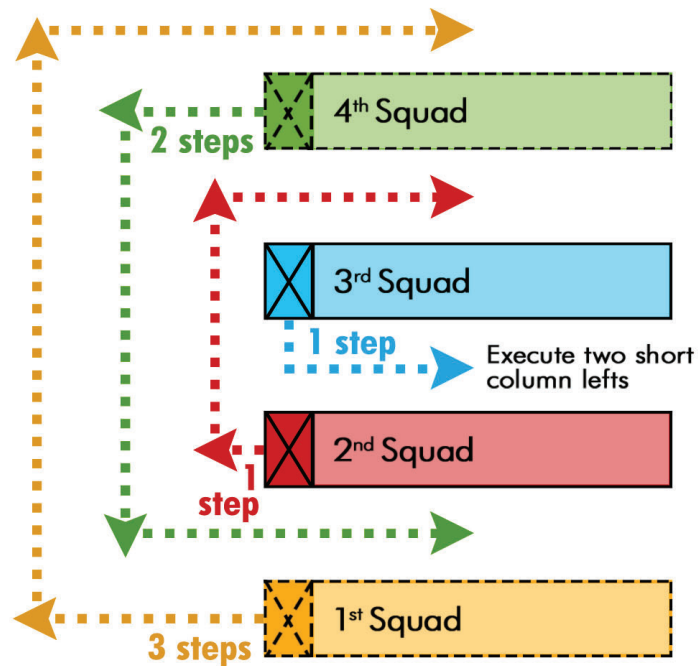 4th Squad
2 steps
3rd Squad
1 step
Execute two short
column lefts
2nd Squad
1
step
1st Squad
3 steps